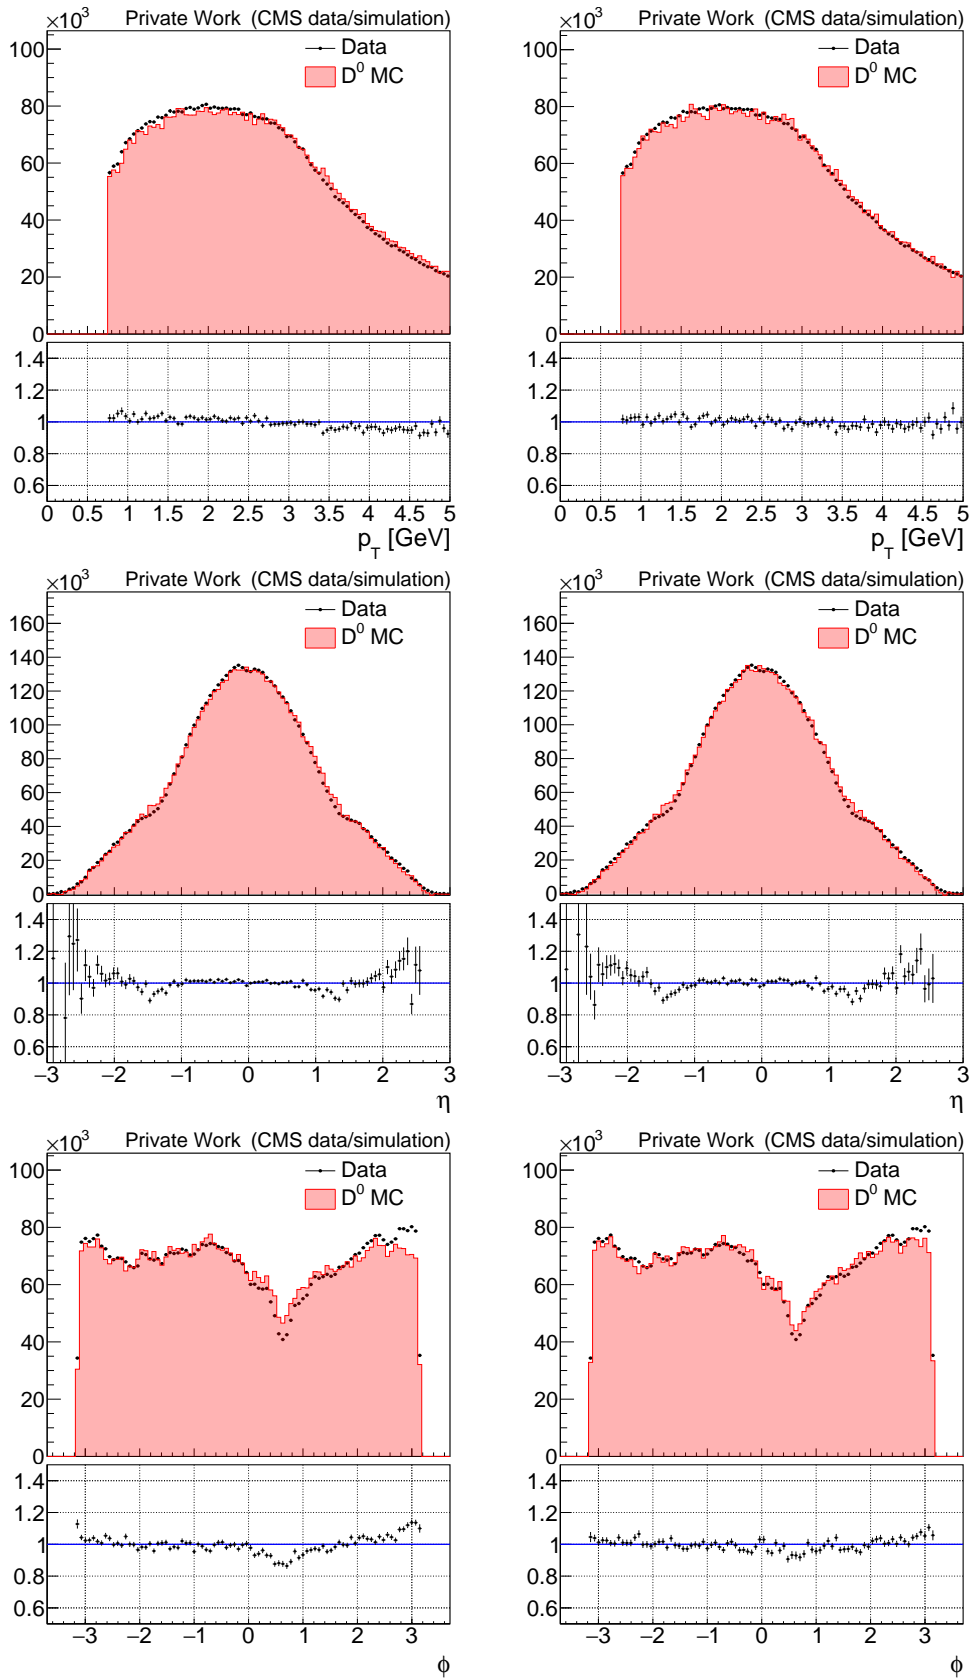 ×10³ Private Work (CMS data/simulation)
Data
D⁰ MC
100
80
60
40
20
0
1.4
1.2
1
0.8
0.6
0 0.5 1 1.5 2 2.5 3 3.5 4 4.5 5
p_T [GeV]
×10³ Private Work (CMS data/simulation)
Data
D⁰ MC
100
80
60
40
20
0
1.4
1.2
1
0.8
0.6
0 0.5 1 1.5 2 2.5 3 3.5 4 4.5 5
p_T [GeV]
×10³ Private Work (CMS data/simulation)
Data
D⁰ MC
160
140
120
100
80
60
40
20
0
1.4
1.2
1
0.8
0.6
−3 −2 −1 0 1 2 3
η
×10³ Private Work (CMS data/simulation)
Data
D⁰ MC
160
140
120
100
80
60
40
20
0
1.4
1.2
1
0.8
0.6
−3 −2 −1 0 1 2 3
η
×10³ Private Work (CMS data/simulation)
Data
D⁰ MC
100
80
60
40
20
0
1.4
1.2
1
0.8
0.6
−3 −2 −1 0 1 2 3
ϕ
×10³ Private Work (CMS data/simulation)
Data
D⁰ MC
100
80
60
40
20
0
1.4
1.2
1
0.8
0.6
−3 −2 −1 0 1 2 3
ϕ